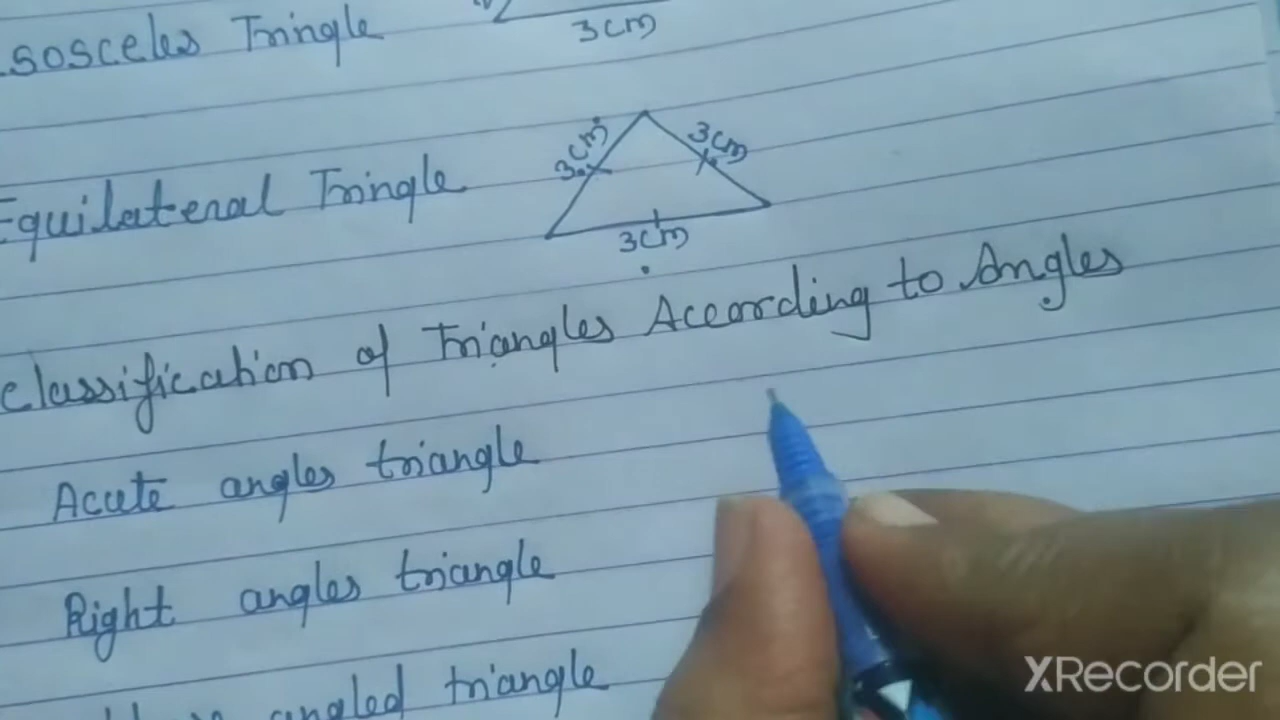 sosceles Tringle
3cm
3cm
3cm
Equilateral Tringle
3cm
Classification of Triangles According to Angles
Acute angles triangle
Right angles triangle
angled triangle
XRecorder